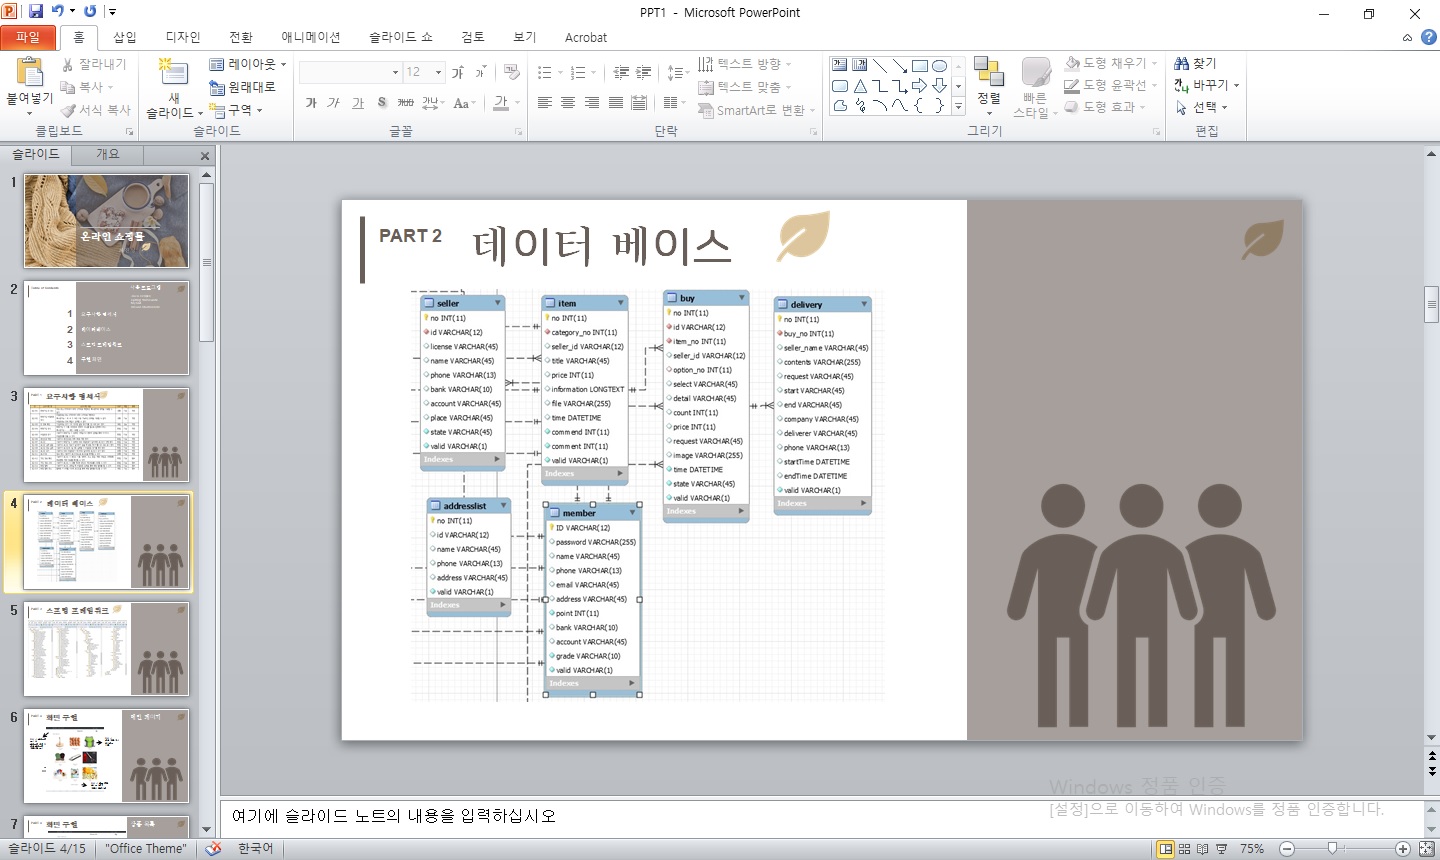 PPT1 - Microsoft PowerPoint
파일 홈 삽입 디자인 전환 애니메이션 슬라이드 쇼 검토 보기 Acrobat
붙여넣기
잘라내기
복사
서식 복사
클립보드
새
슬라이드
레이아웃
원래대로
구역
슬라이드
12
가 가 가 S 가나 Aa 가
글꼴
텍스트 방향
텍스트 맞춤
SmartArt로 변환
단락
정렬
빠른
스타일
도형 채우기
도형 윤곽선
도형 효과
그리기
찾기
바꾸기
선택
편집
슬라이드 개요
1
온라인 쇼핑몰
2
1
2
3
4
3
요구사항 명세서
4
데이터 베이스
5
스프링 프레임워크
6
화면 구현
메인 페이지
7
화면 구현
PART 2 데이터 베이스
seller
no INT(11)
id VARCHAR(12)
license VARCHAR(45)
name VARCHAR(45)
phone VARCHAR(13)
bank VARCHAR(10)
account VARCHAR(45)
place VARCHAR(45)
state VARCHAR(45)
valid VARCHAR(1)
Indexes
item
no INT(11)
category_no INT(11)
seller_id VARCHAR(12)
title VARCHAR(45)
price INT(11)
information LONGTEXT
file VARCHAR(255)
time DATETIME
commend INT(11)
comment INT(11)
valid VARCHAR(1)
Indexes
buy
no INT(11)
id VARCHAR(12)
item_no INT(11)
seller_id VARCHAR(12)
option_no INT(11)
select VARCHAR(45)
detail VARCHAR(45)
count INT(11)
price INT(11)
request VARCHAR(45)
image VARCHAR(255)
time DATETIME
state VARCHAR(45)
valid VARCHAR(1)
Indexes
delivery
no INT(11)
buy_no INT(11)
seller_name VARCHAR(45)
contents VARCHAR(255)
request VARCHAR(45)
start VARCHAR(45)
end VARCHAR(45)
company VARCHAR(45)
deliverer VARCHAR(45)
phone VARCHAR(13)
startTime DATETIME
endTime DATETIME
valid VARCHAR(1)
Indexes
addresslist
no INT(11)
id VARCHAR(12)
name VARCHAR(45)
phone VARCHAR(13)
address VARCHAR(45)
valid VARCHAR(1)
Indexes
member
ID VARCHAR(12)
password VARCHAR(255)
name VARCHAR(45)
phone VARCHAR(13)
email VARCHAR(45)
address VARCHAR(45)
point INT(11)
bank VARCHAR(10)
account VARCHAR(45)
grade VARCHAR(10)
valid VARCHAR(1)
Indexes
Windows 정품 인증
[설정]으로 이동하여 Windows를 정품 인증합니다.
여기에 슬라이드 노트의 내용을 입력하십시오
슬라이드 4/15 "Office Theme" 한국어 75%